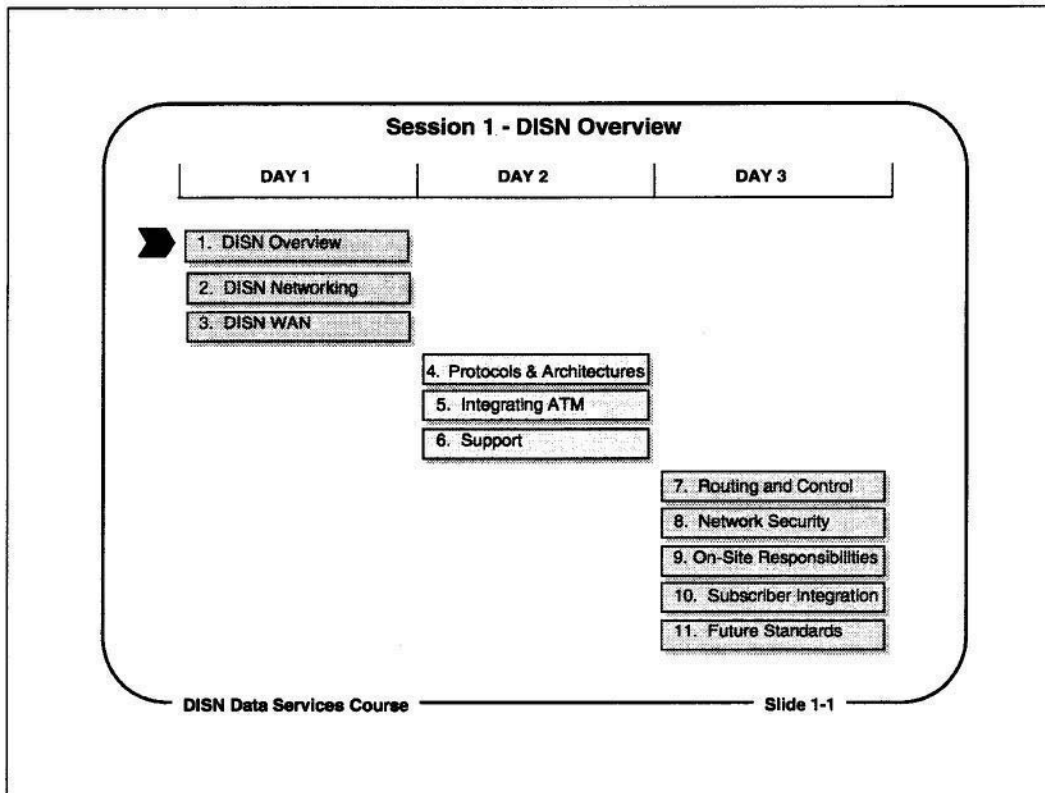 Session 1 - DISN Overview
DAY 1 DAY 2 DAY 3
1. DISN Overview
2. DISN Networking
3. DISN WAN
4. Protocols & Architectures
5. Integrating ATM
6. Support
7. Routing and Control
8. Network Security
9. On-Site Responsibilities
10. Subscriber Integration
11. Future Standards
DISN Data Services Course Slide 1-1